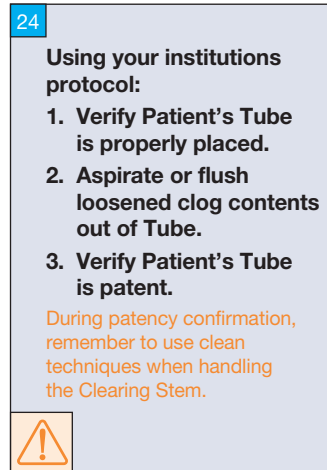 24
Using your institutions
protocol:
1. Verify Patient's Tube
is properly placed.
2. Aspirate or flush
loosened clog contents
out of Tube.
3. Verify Patient's Tube
is patent.
During patency confirmation,
remember to use clean
techniques when handling
the Clearing Stem.